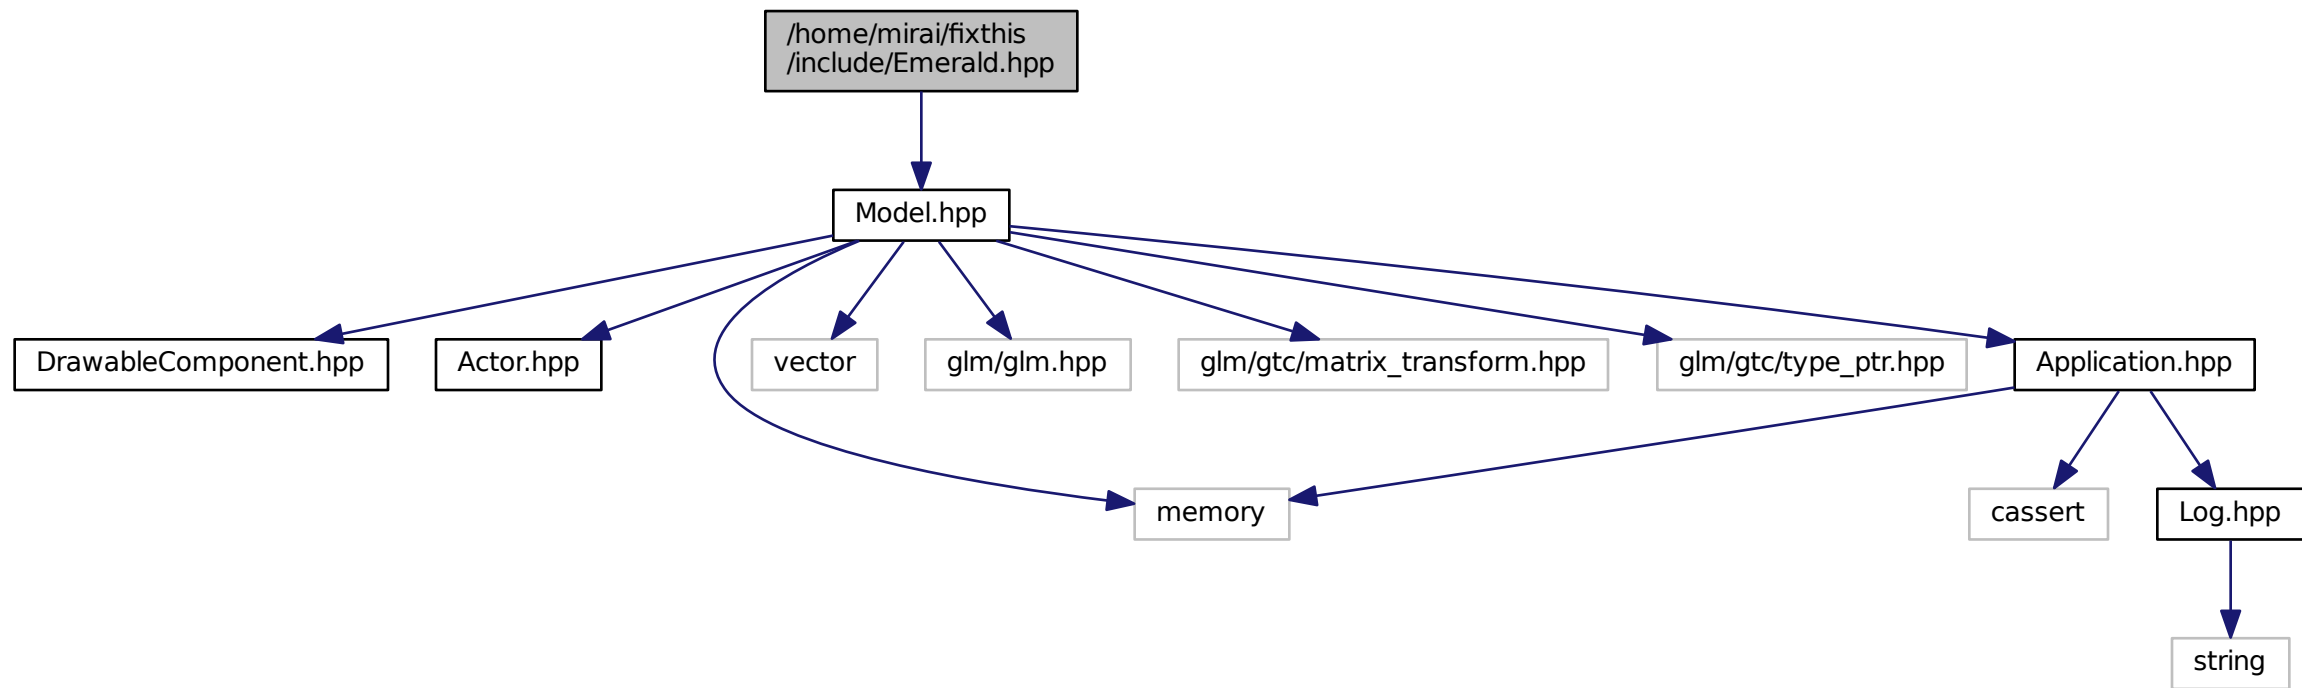 /home/mirai/fixthis
/include/Emerald.hpp
Model.hpp
DrawableComponent.hpp
Actor.hpp
vector
glm/glm.hpp
glm/gtc/matrix_transform.hpp
glm/gtc/type_ptr.hpp
Application.hpp
memory
cassert
Log.hpp
string